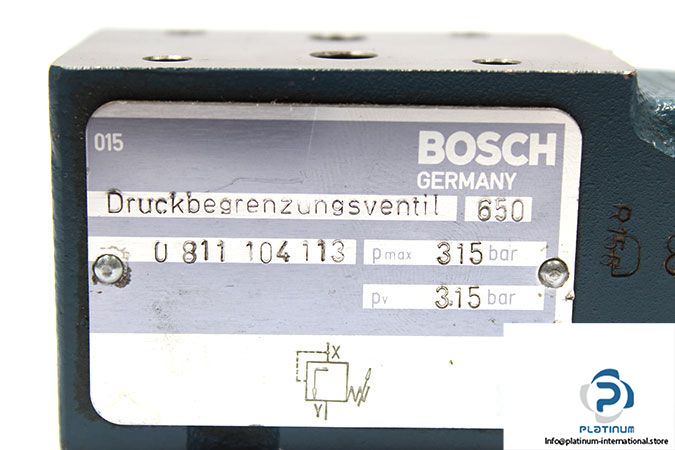 015
BOSCH
GERMANY
Druckbegrenzungsventil 650
0 811 104 113 pmax 315 bar
pv 315 bar
X
Y
PLATINUM
info@platinum-international.store